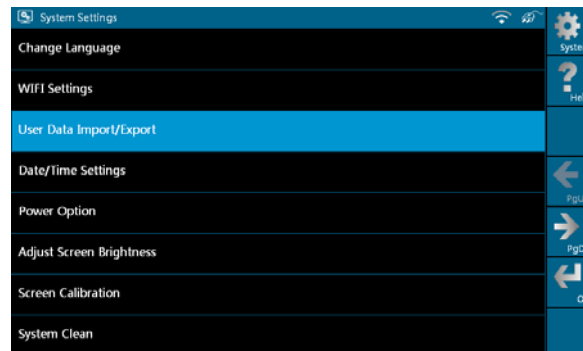 System Settings
Change Language
WIFI Settings
User Data Import/Export
Date/Time Settings
Power Option
Adjust Screen Brightness
Screen Calibration
System Clean